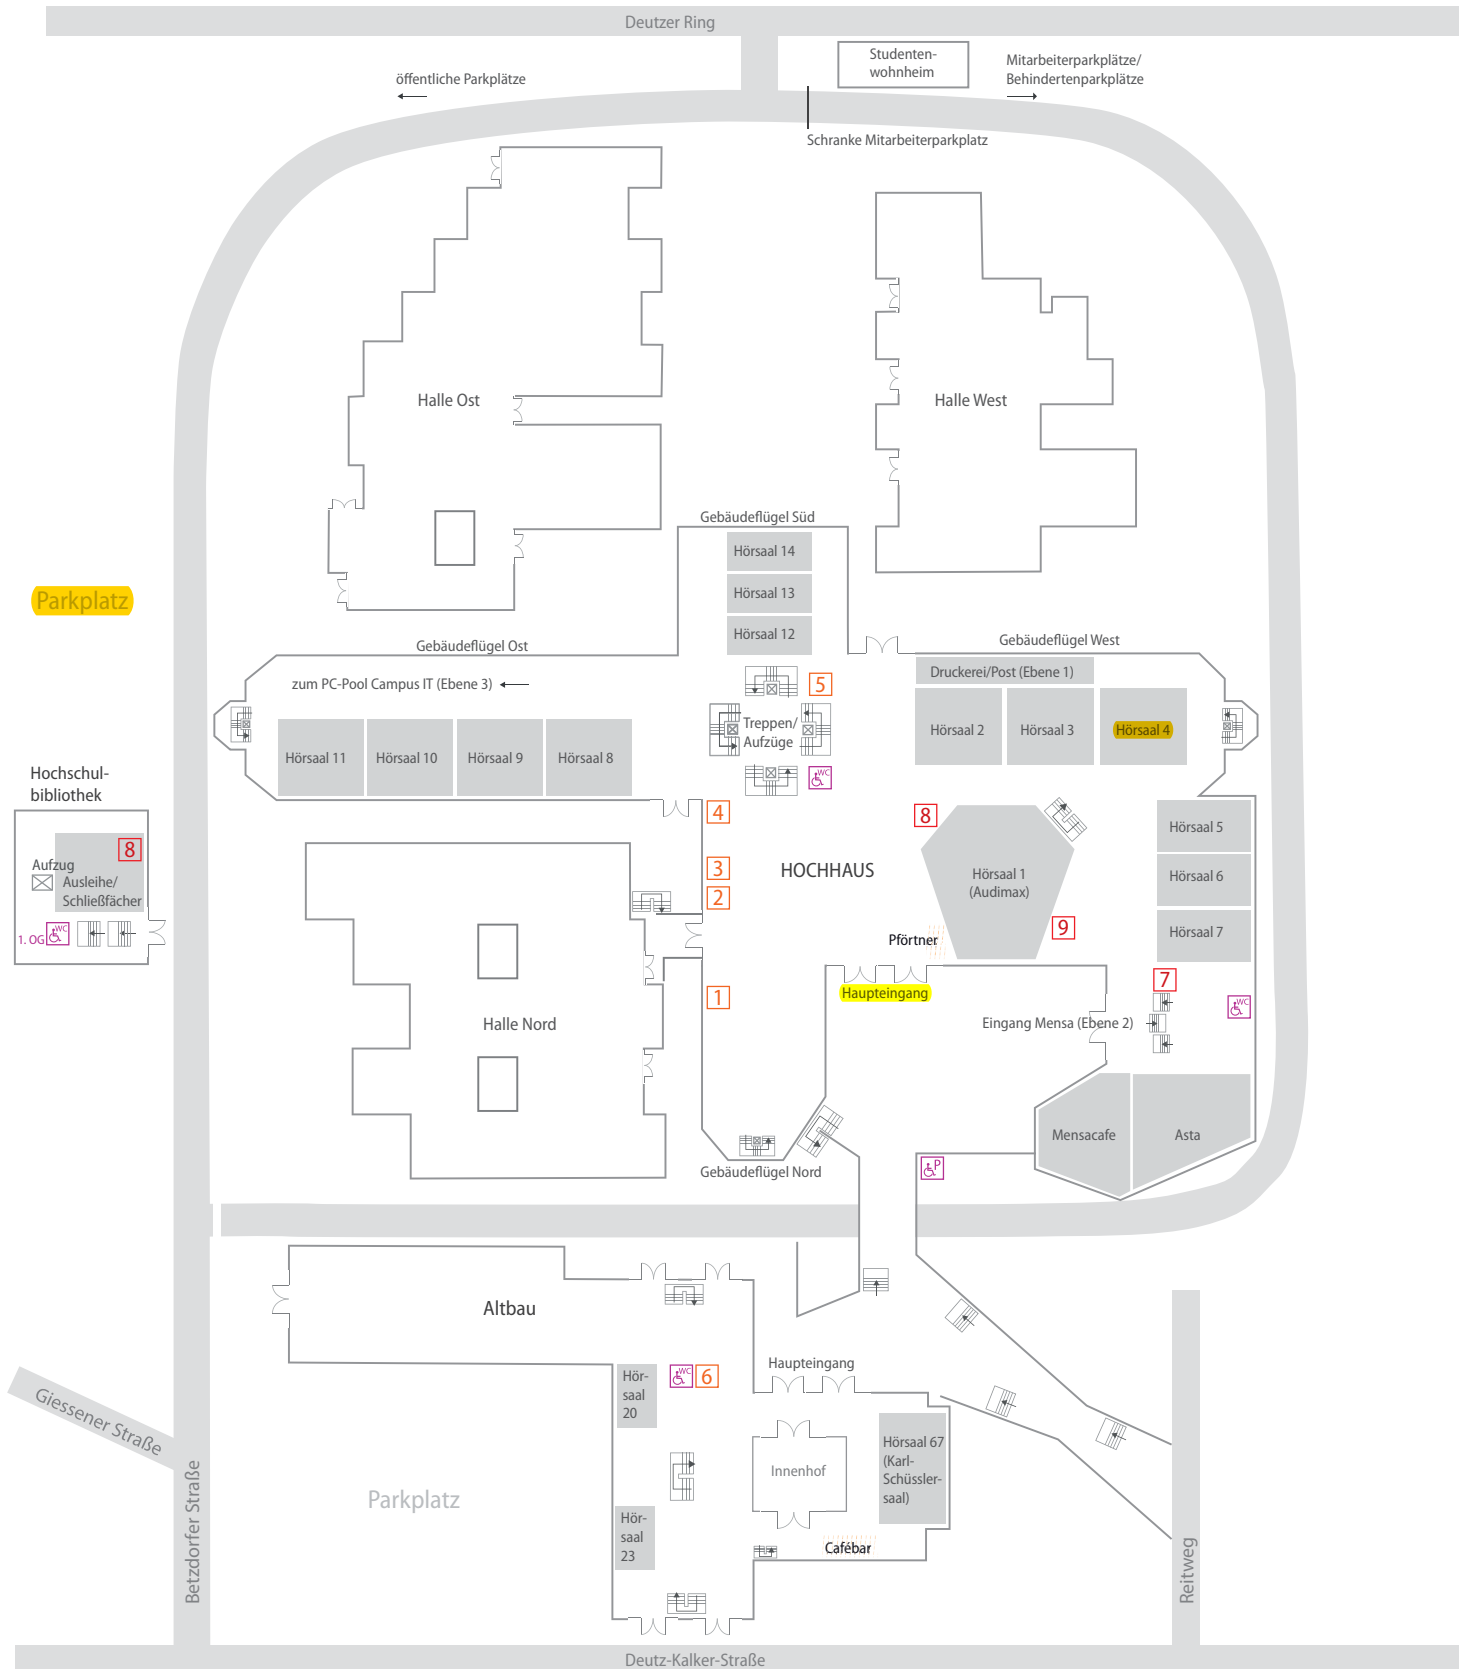 Deutzer Ring
Studenten-
wohnheim
Mitarbeiterparkplätze/
Behindertenparkplätze
öffentliche Parkplätze
Schranke Mitarbeiterparkplatz
Halle Ost
Halle West
Gebäudeflügel Süd
Hörsaal 14
Hörsaal 13
Hörsaal 12
Parkplatz
Gebäudeflügel Ost
Gebäudeflügel West
zum PC-Pool Campus IT (Ebene 3)
5
Druckerei/Post (Ebene 1)
Treppen/
Aufzüge
Hörsaal 2
Hörsaal 3
Hörsaal 4
Hörsaal 11
Hörsaal 10
Hörsaal 9
Hörsaal 8
WC
Hochschul-
bibliothek
4
8
Hörsaal 5
8
Aufzug
Ausleihe/
Schließfächer
3
HOCHHAUS
Hörsaal 1
(Audimax)
Hörsaal 6
2
WC
1. OG
Pförtner
9
Hörsaal 7
7
1
Haupteingang
WC
Halle Nord
Eingang Mensa (Ebene 2)
Mensacafe
Asta
Gebäudeflügel Nord
P
Altbau
Haupteingang
WC
6
Hör-
saal
20
Giessener Straße
Hörsaal 67
(Karl-
Schüssler-
saal)
Innenhof
Parkplatz
Betzdorfer Straße
Hör-
saal
23
Cafébar
Reitweg
Deutz-Kalker-Straße